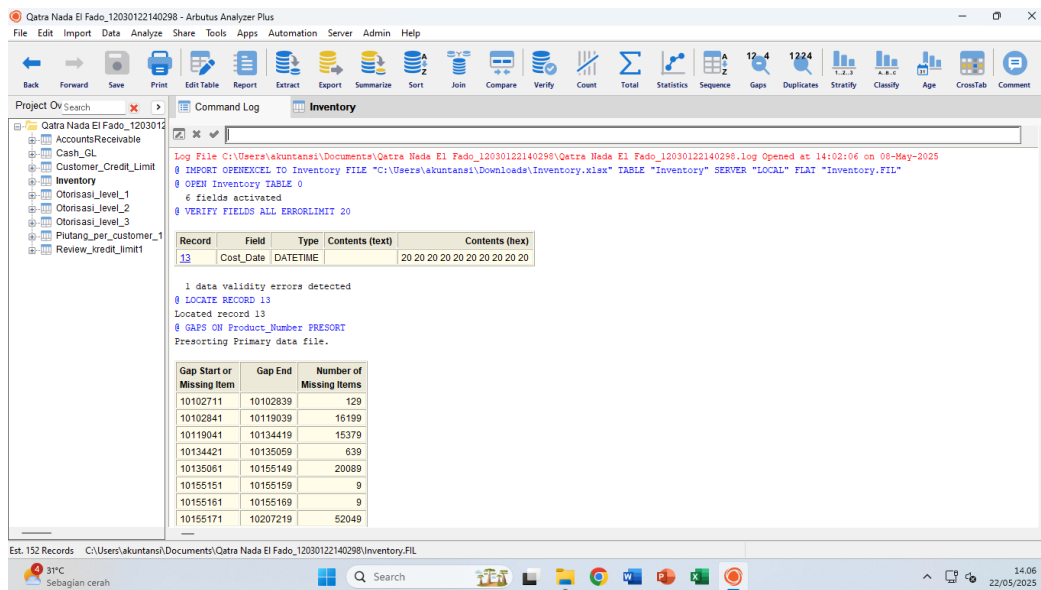 Qatra Nada El Fado_12030122140298 - Arbutus Analyzer Plus
File Edit Import Data Analyze Share Tools Apps Automation Server Admin Help
12 4 1224
Back Forward Save Print Edit Table Report Extract Export Summarize Sort Join Compare Verify Count Total Statistics Sequence Gaps Duplicates Stratify Classify Age CrossTab Comment
Project Ov Search
Command Log Inventory
Qatra Nada El Fado_1203012
AccountsReceivable
Cash_GL
Customer_Credit_Limit
Inventory
Otorisasi_level_1
Otorisasi_level_2
Otorisasi_level_3
Piutang_per_customer_1
Review_kredit_limit1
Log File C:\Users\akuntansi\Documents\Qatra Nada El Fado_12030122140298\Qatra Nada El Fado_12030122140298.log Opened at 14:02:06 on 08-May-2025
@ IMPORT OPENEXCEL TO Inventory FILE "C:\Users\akuntansi\Downloads\Inventory.xlsx" TABLE "Inventory" SERVER "LOCAL" FLAT "Inventory.FIL"
@ OPEN Inventory TABLE 0
6 fields activated
@ VERIFY FIELDS ALL ERRORLIMIT 20
Record Field Type Contents (text) Contents (hex)
13 Cost_Date DATETIME 20 20 20 20 20 20 20 20 20 20
1 data validity errors detected
@ LOCATE RECORD 13
Located record 13
@ GAPS ON Product_Number PRESORT
Presorting Primary data file.
Gap Start or Missing Item Gap End Number of Missing Items
10102711 10102839 129
10102841 10119039 16199
10119041 10134419 15379
10134421 10135059 639
10135061 10155149 20089
10155151 10155159 9
10155161 10155169 9
10155171 10207219 52049
Est. 152 Records C:\Users\akuntansi\Documents\Qatra Nada El Fado_12030122140298\Inventory.FIL
4 31°C
Sebagian cerah
Search
14.06
22/05/2025